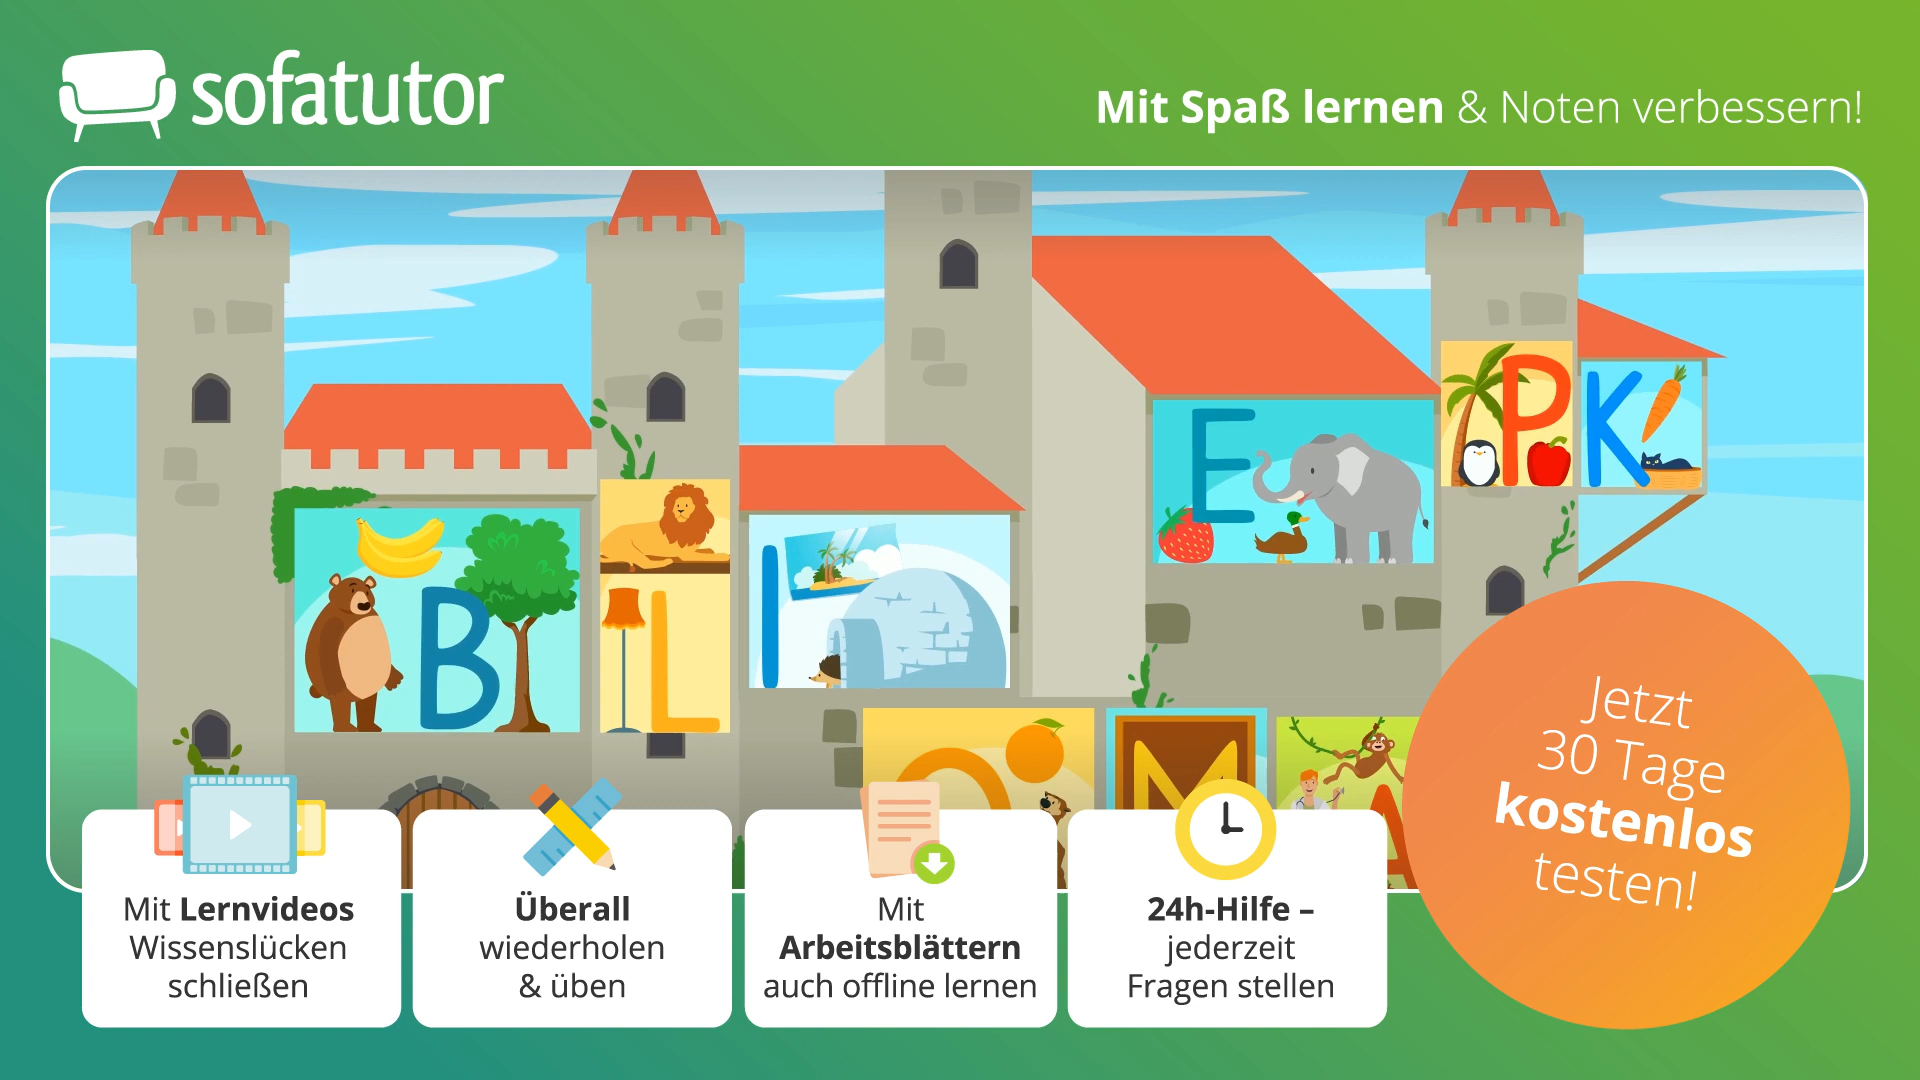 sofatutor
Mit Spaß lernen & Noten verbessern!
E
P
K
B
L
I
O
M
A
Jetzt
30 Tage
kostenlos
testen!
Mit Lernvideos
Wissenslücken
schließen
Überall
wiederholen
& üben
Mit
Arbeitsblättern
auch offline lernen
24h-Hilfe –
jederzeit
Fragen stellen